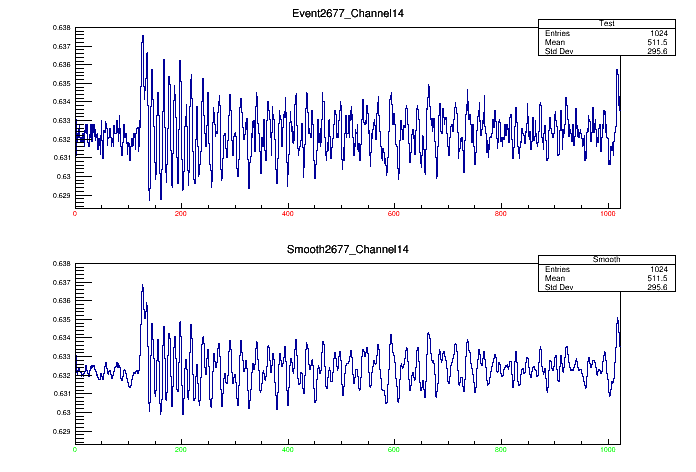 Event2677_Channel14
Test
Entries 1024
Mean 511.5
Std Dev 295.6
0.638
0.637
0.636
0.635
0.634
0.633
0.632
0.631
0.63
0.629
0 200 400 600 800 1000
Smooth2677_Channel14
Smooth
Entries 1024
Mean 511.5
Std Dev 295.6
0.638
0.637
0.636
0.635
0.634
0.633
0.632
0.631
0.63
0.629
0 200 400 600 800 1000